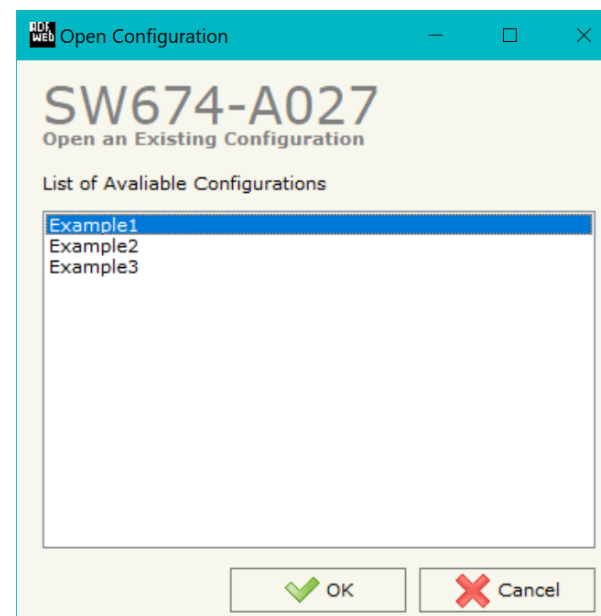 ADF
WEB Open Configuration
SW674-A027
Open an Existing Configuration
List of Avaliable Configurations
Example1
Example2
Example3
OK Cancel